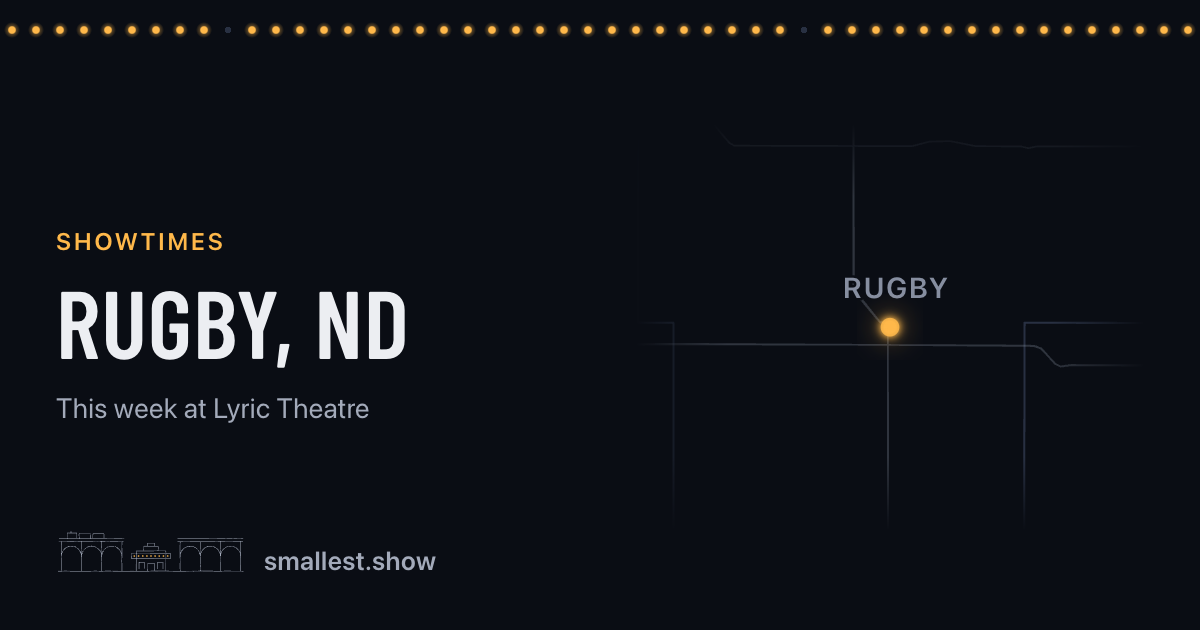 SHOWTIMES
RUGBY, ND
This week at Lyric Theatre
RUGBY
smallest.show